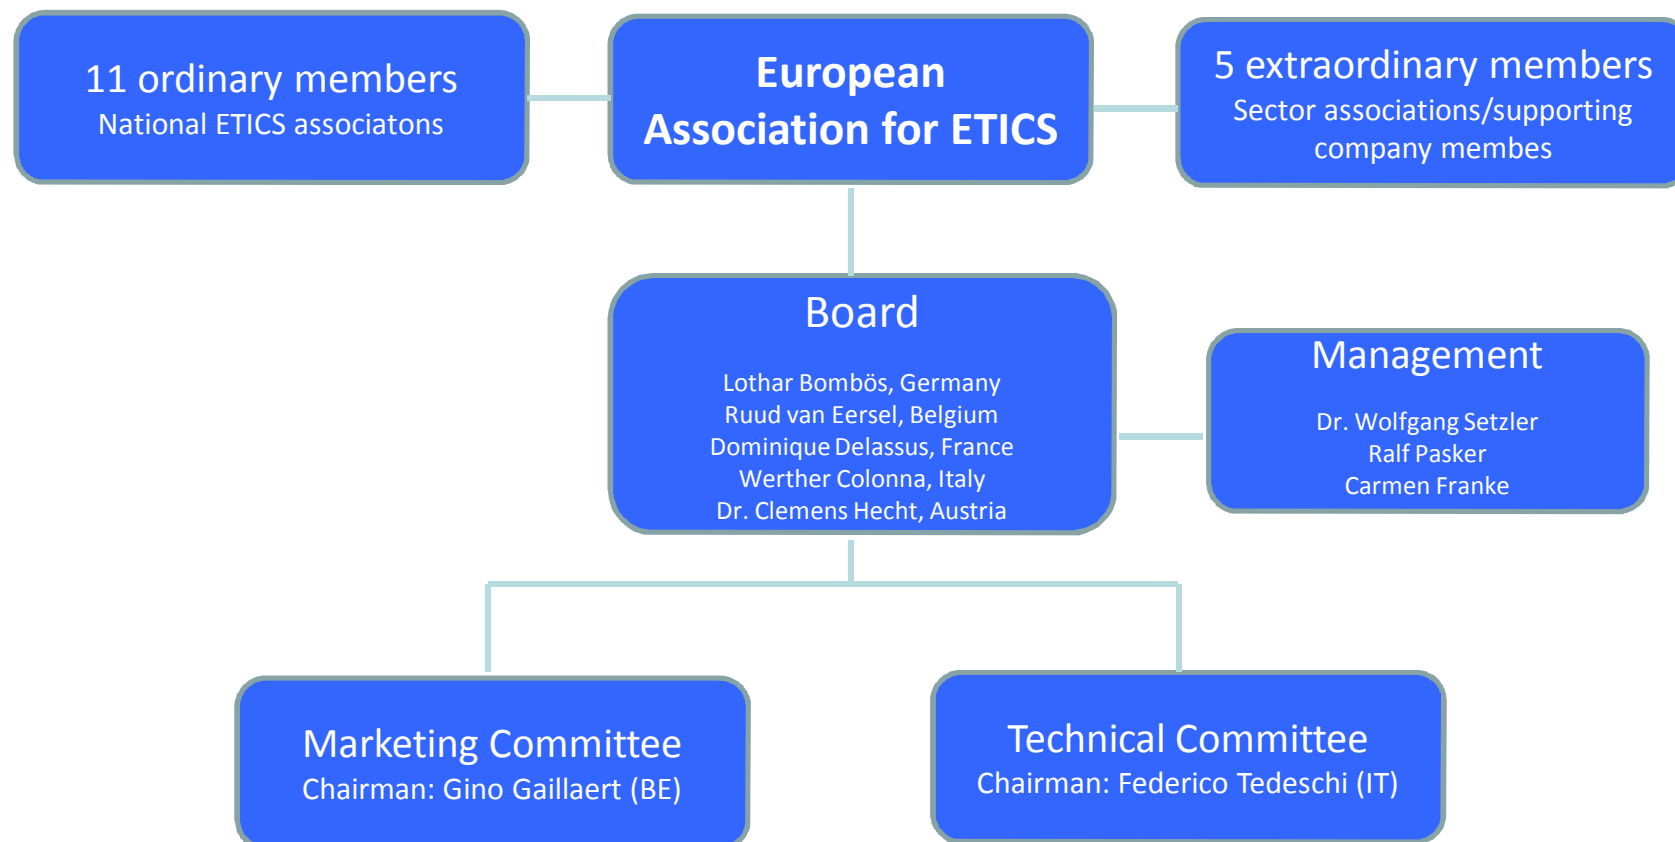 11 ordinary members
National ETICS associatons
European
Association for ETICS
5 extraordinary members
Sector associations/supporting
company membes
Board
Lothar Bombös, Germany
Ruud van Eersel, Belgium
Dominique Delassus, France
Werther Colonna, Italy
Dr. Clemens Hecht, Austria
Management
Dr. Wolfgang Setzler
Ralf Pasker
Carmen Franke
Marketing Committee
Chairman: Gino Gaillaert (BE)
Technical Committee
Chairman: Federico Tedeschi (IT)